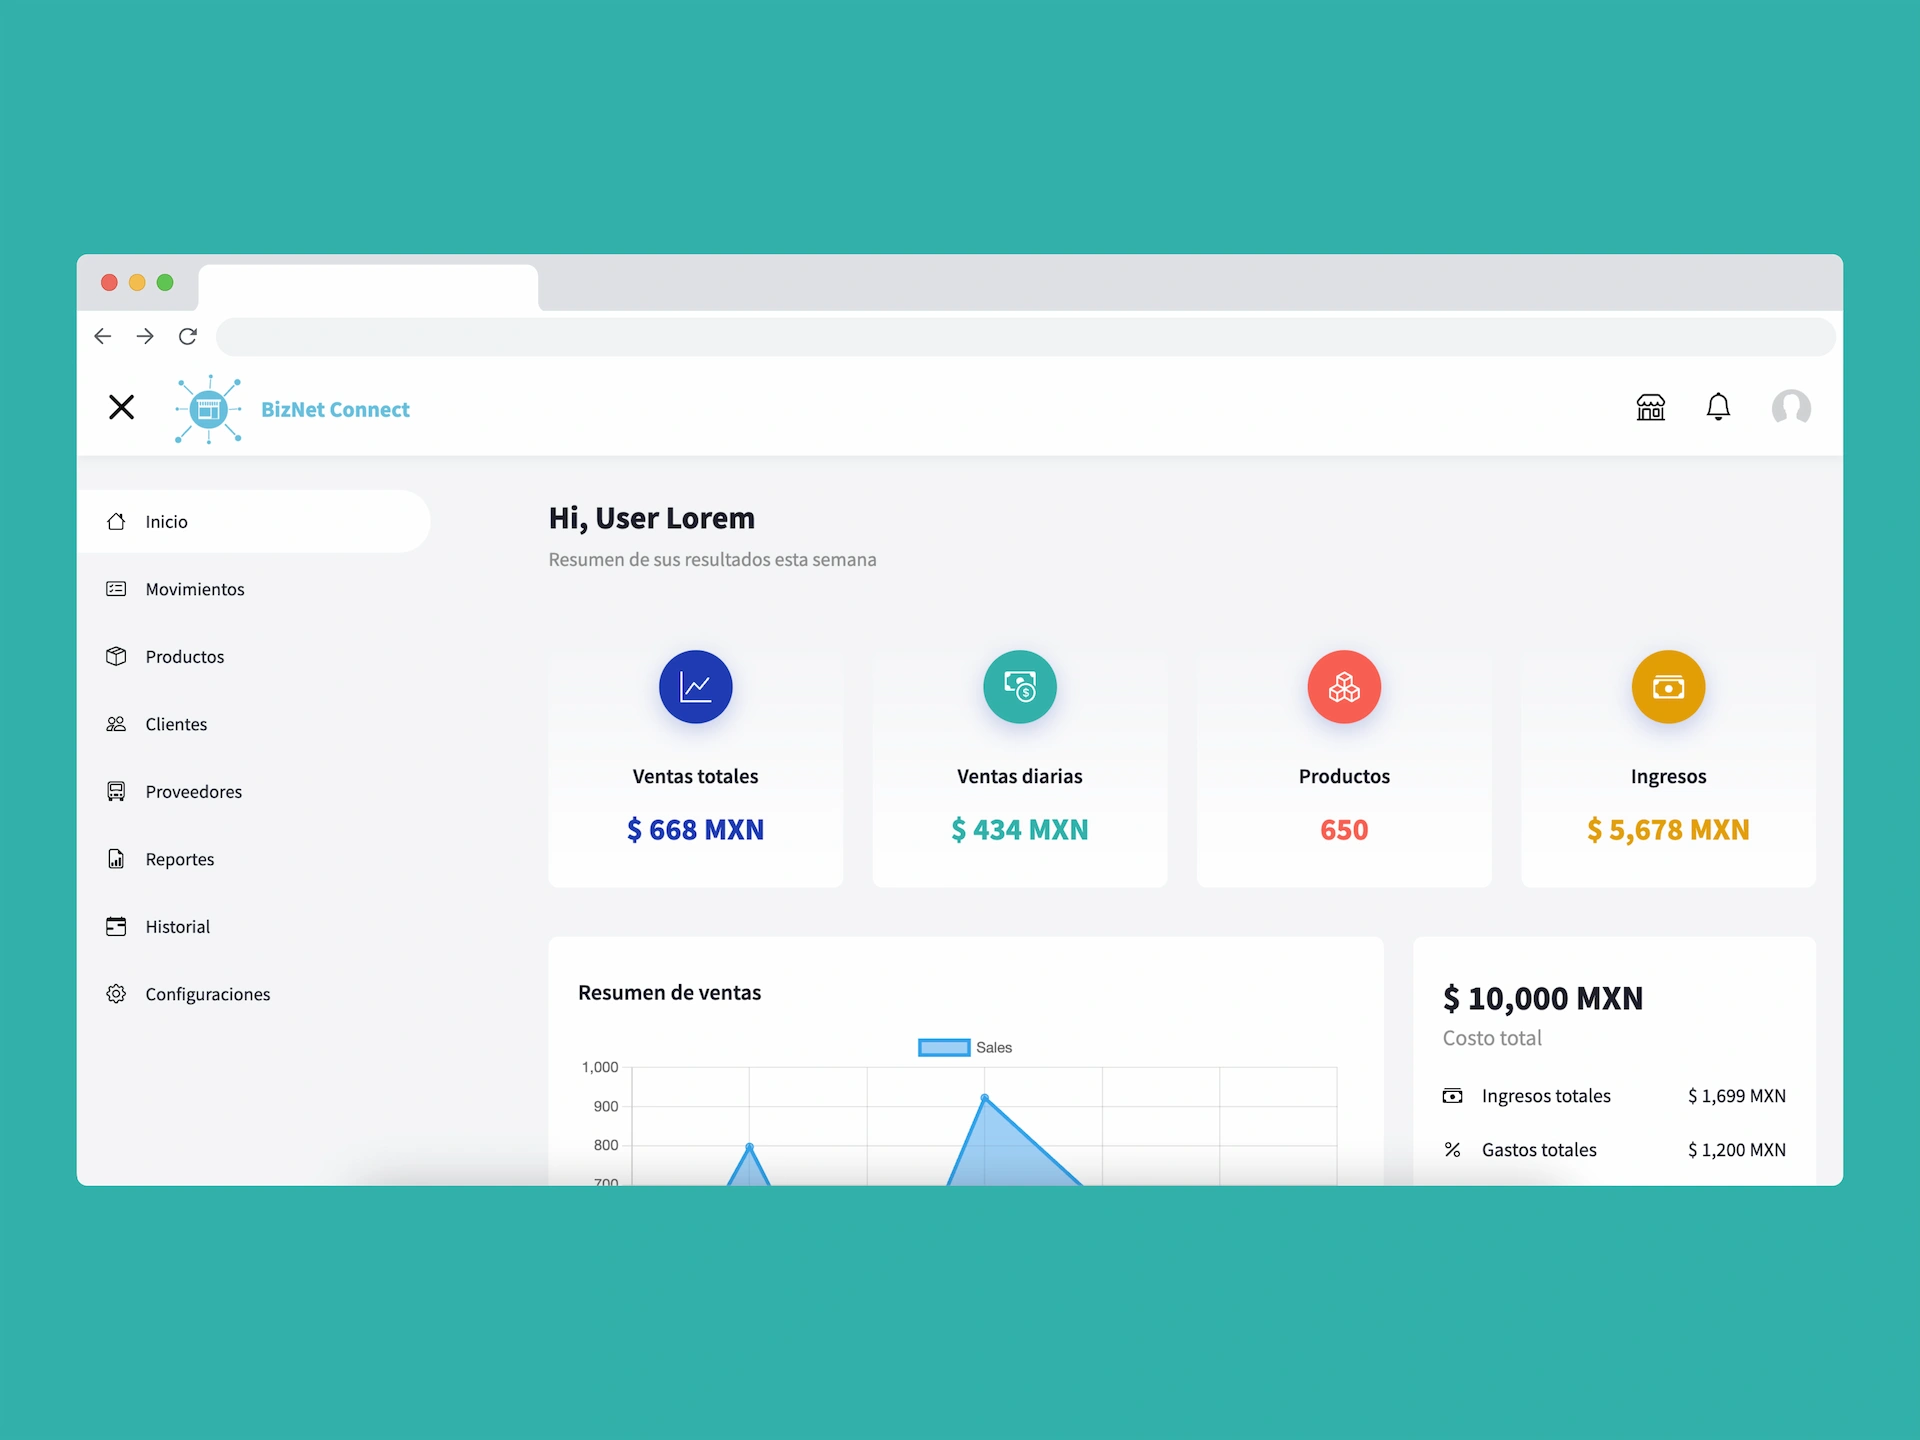 BizNet Connect
Inicio
Movimientos
Productos
Clientes
Proveedores
Reportes
Historial
Configuraciones
Hi, User Lorem
Resumen de sus resultados esta semana
Ventas totales
$ 668 MXN
Ventas diarias
$ 434 MXN
Productos
650
Ingresos
$ 5,678 MXN
Resumen de ventas
Sales
1,000
900
800
700
$ 10,000 MXN
Costo total
Ingresos totales $ 1,699 MXN
Gastos totales $ 1,200 MXN